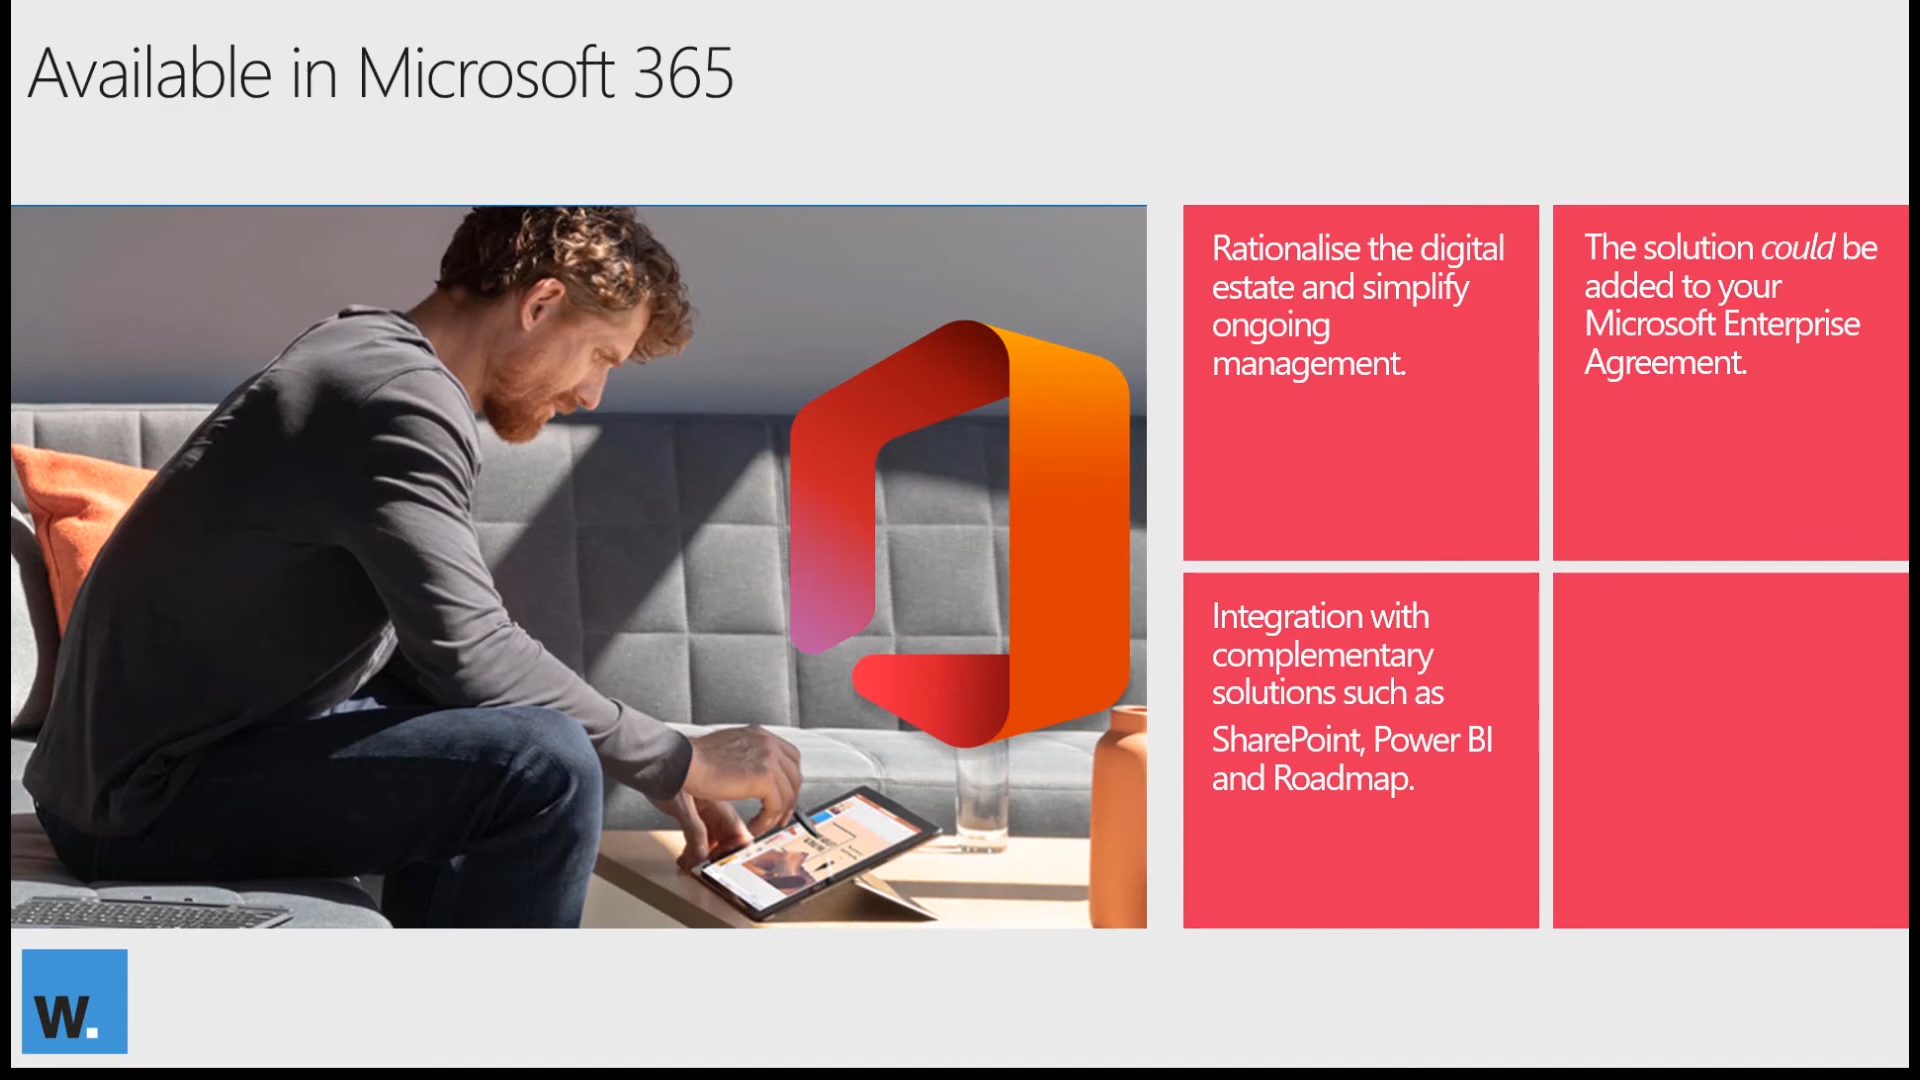 Available in Microsoft 365
Rationalise the digital
estate and simplify
ongoing
management.
The solution could be
added to your
Microsoft Enterprise
Agreement.
Integration with
complementary
solutions such as
SharePoint, Power BI
and Roadmap.
W.